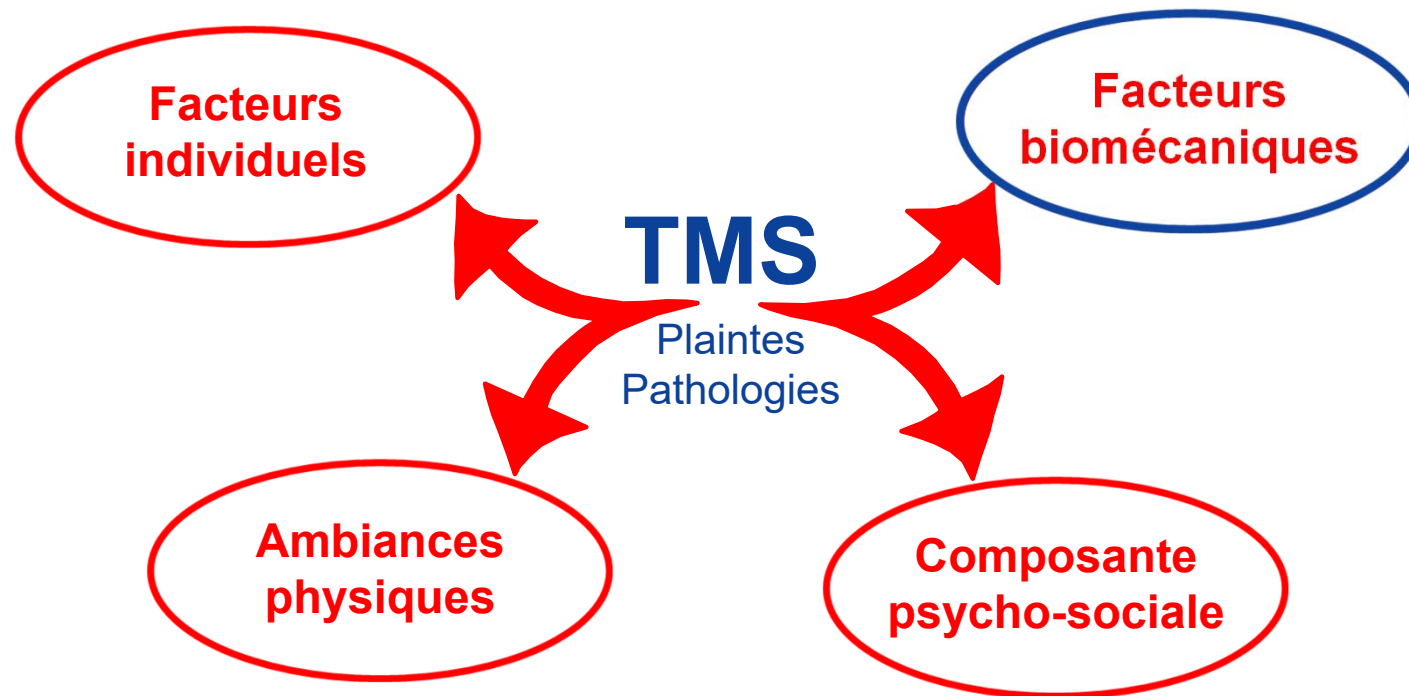 Facteurs
individuels
Facteurs
biomécaniques
TMS
Plaintes
Pathologies
Ambiances
physiques
Composante
psycho-sociale